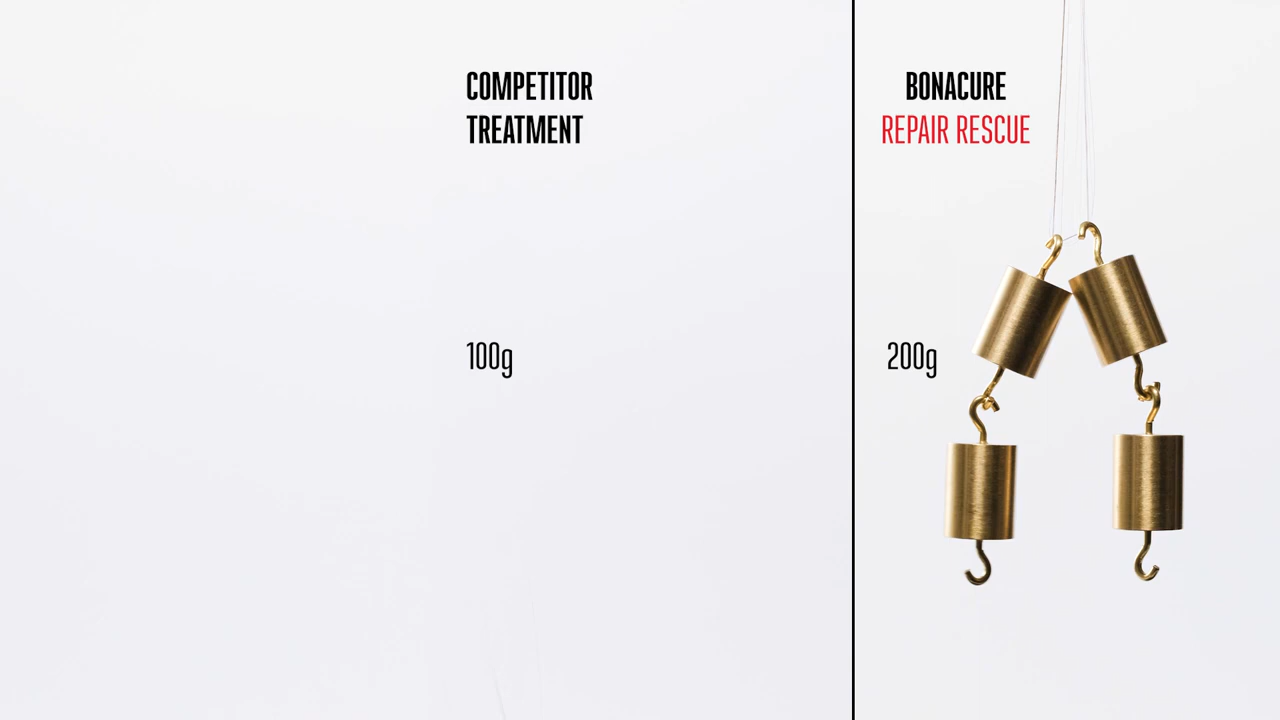 COMPETITOR
TREATMENT
100g
BONACURE
REPAIR RESCUE
200g